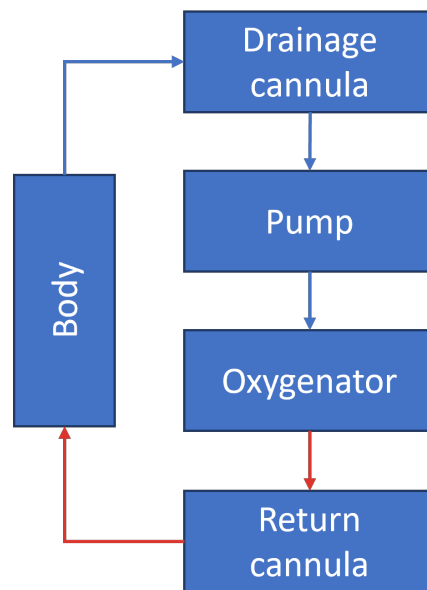 Drainage
cannula
Pump
Body
Oxygenator
Return
cannula